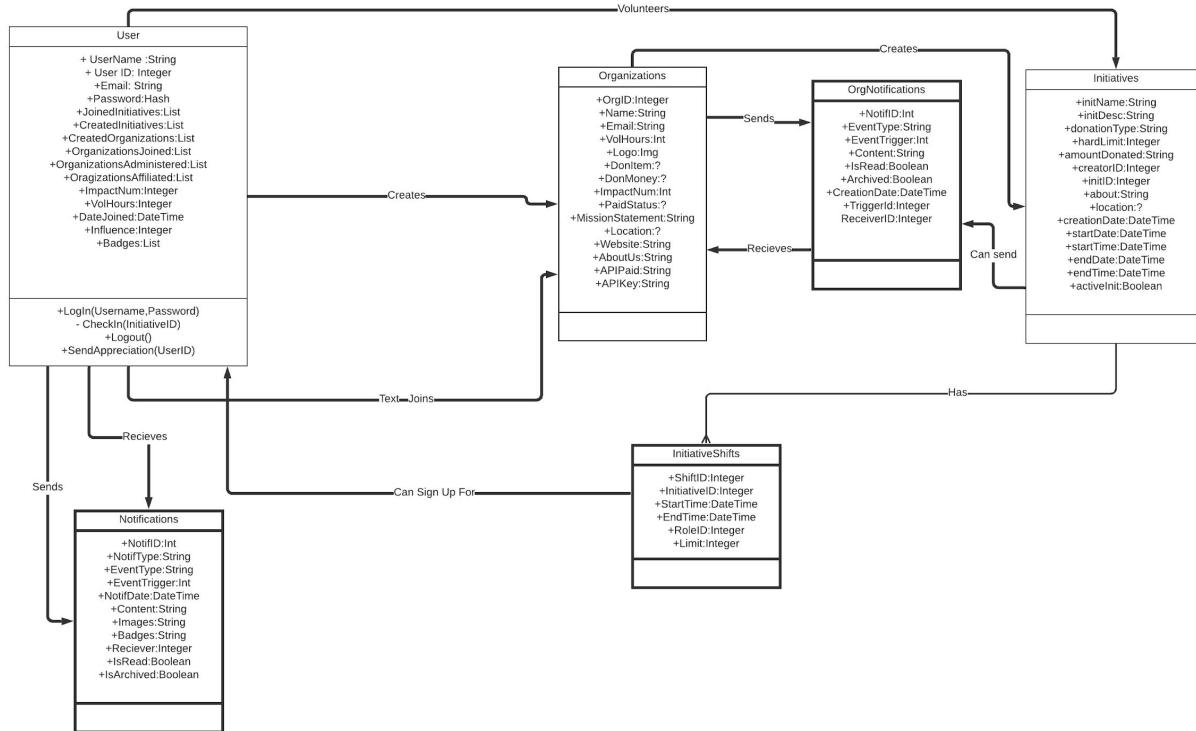 Volunteers
User
+ UserName :String
+ User ID: Integer
+Email: String
+Password:Hash
+JoinedInitiatives:List
+CreatedInitiatives:List
+CreatedOrganizations:List
+OrganizationsJoined:List
+OrganizationsAdministered:List
+OragizationsAffiliated:List
+ImpactNum:Integer
+VolHours:Integer
+DateJoined:DateTime
+Influence:Integer
+Badges:List
+LogIn(Username,Password)
- CheckIn(InitiativeID)
+Logout()
+SendAppreciation(UserID)
Creates
Text Joins
Organizations
+OrgID:Integer
+Name:String
+Email:String
+VolHours:Int
+Logo:Img
+DonItem:?
+DonMoney:?
+ImpactNum:Int
+PaidStatus:?
+MissionStatement:String
+Location:?
+Website:String
+AboutUs:String
+APIPaid:String
+APIKey:String
Creates
Sends
Recieves
OrgNotifications
+NotifID:Int
+EventType:String
+EventTrigger:Int
+Content:String
+IsRead:Boolean
+Archived:Boolean
+CreationDate:DateTime
+TriggerId:Integer
ReceiverID:Integer
Can send
Initiatives
+initName:String
+initDesc:String
+donationType:String
+hardLimit:Integer
+amountDonated:String
+creatorID:Integer
+initID:Integer
+about:String
+location:?
+creationDate:DateTime
+startDate:DateTime
+startTime:DateTime
+endDate:DateTime
+endTime:DateTime
+activeInit:Boolean
Has
InitiativeShifts
+ShiftID:Integer
+InitiativeID:Integer
+StartTime:DateTime
+EndTime:DateTime
+RoleID:Integer
+Limit:Integer
Can Sign Up For
Recieves
Sends
Notifications
+NotifID:Int
+NotifType:String
+EventType:String
+EventTrigger:Int
+NotifDate:DateTime
+Content:String
+Images:String
+Badges:String
+Reciever:Integer
+IsRead:Boolean
+IsArchived:Boolean